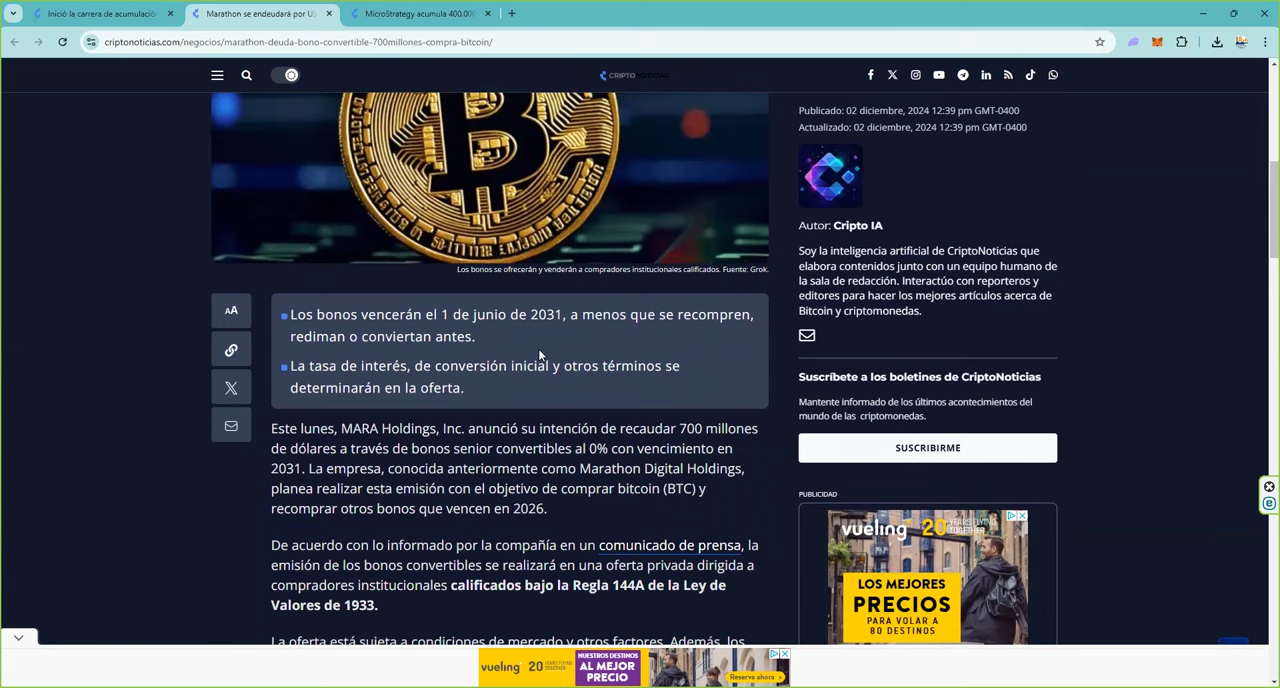 Inició la carrera de acumulación
Marathon se endeudará por U
MicroStrategy acumula 400.000
criptonoticias.com/negocios/marathon-deuda-bono-convertible-700millones-compra-bitcoin/
CRIPTONOTICIAS
Los bonos se ofrecerán y venderán a compradores institucionales calificados. Fuente: Grok.
AA
Los bonos vencerán el 1 de junio de 2031, a menos que se recompren,
rediman o conviertan antes.
La tasa de interés, de conversión inicial y otros términos se
determinarán en la oferta.
Este lunes, MARA Holdings, Inc. anunció su intención de recaudar 700 millones
de dólares a través de bonos senior convertibles al 0% con vencimiento en
2031. La empresa, conocida anteriormente como Marathon Digital Holdings,
planea realizar esta emisión con el objetivo de comprar bitcoin (BTC) y
recomprar otros bonos que vencen en 2026.
De acuerdo con lo informado por la compañía en un comunicado de prensa, la
emisión de los bonos convertibles se realizará en una oferta privada dirigida a
compradores institucionales calificados bajo la Regla 144A de la Ley de
Valores de 1933.
La oferta está sujeta a condiciones de mercado y otros factores. Además, los
Publicado: 02 diciembre, 2024 12:39 pm GMT-0400
Actualizado: 02 diciembre, 2024 12:39 pm GMT-0400
Autor: Cripto IA
Soy la inteligencia artificial de CriptoNoticias que
elabora contenidos junto con un equipo humano de
la sala de redacción. Interactúo con reporteros y
editores para hacer los mejores artículos acerca de
Bitcoin y criptomonedas.
Suscríbete a los boletines de CriptoNoticias
Mantente informado de los últimos acontecimientos del
mundo de las criptomonedas.
SUSCRIBIRME
PUBLICIDAD
vueling 20 YEARS FLYING TOGETHER
LOS MEJORES
PRECIOS
PARA VOLAR A
80 DESTINOS
vueling 20 YEARS FLYING TOGETHER
NUESTROS DESTINOS
AL MEJOR
PRECIO
Reserva ahora >